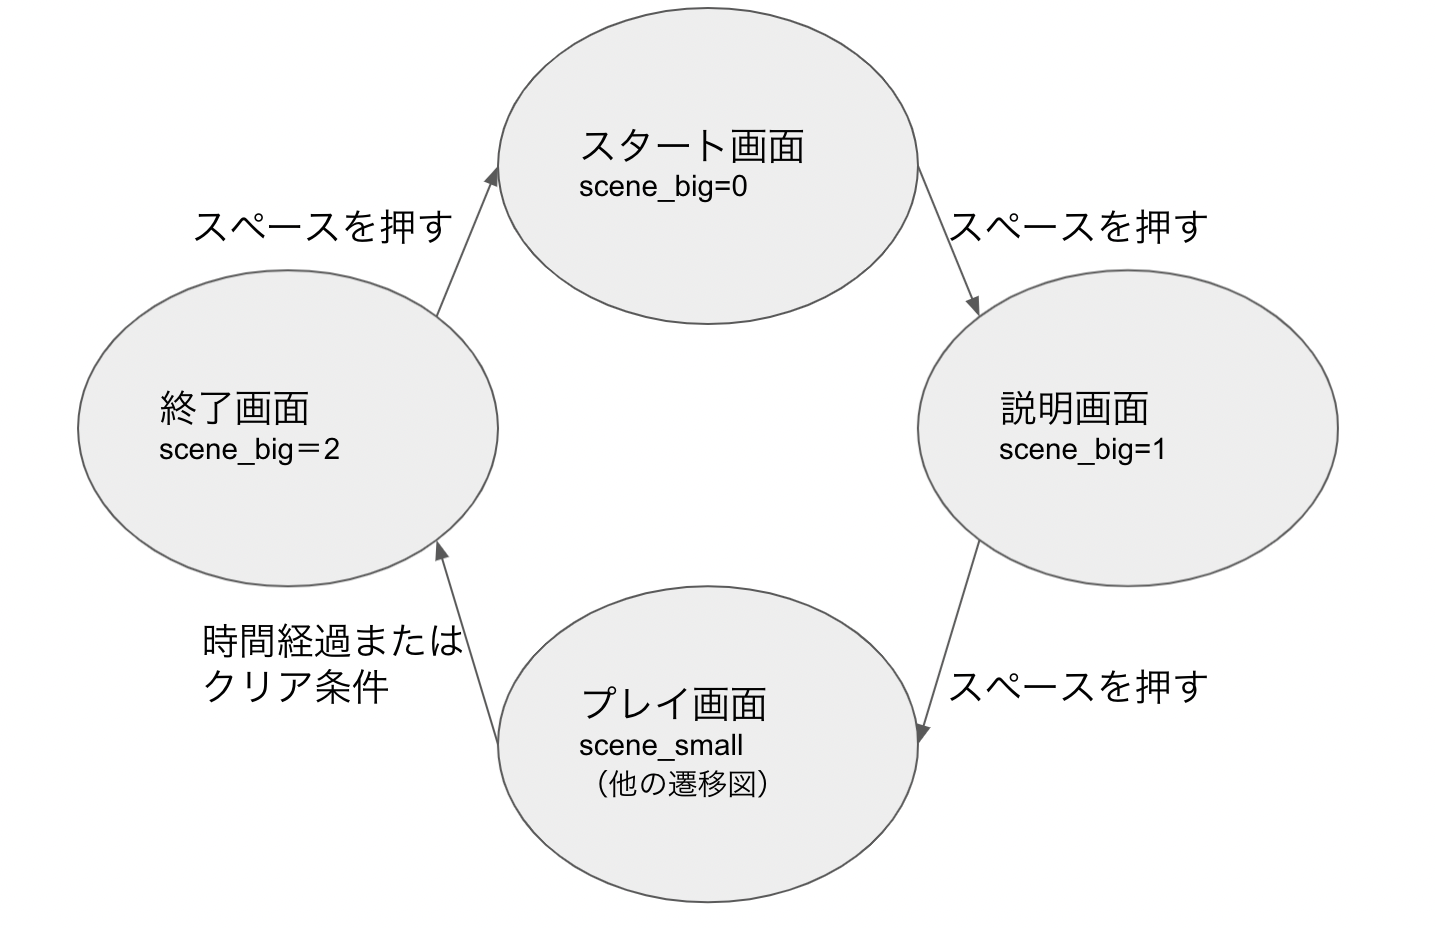 スタート画面
scene_big=0
スペースを押す
スペースを押す
終了画面
scene_big＝2
説明画面
scene_big=1
時間経過または
クリア条件
プレイ画面
scene_small
（他の遷移図）
スペースを押す